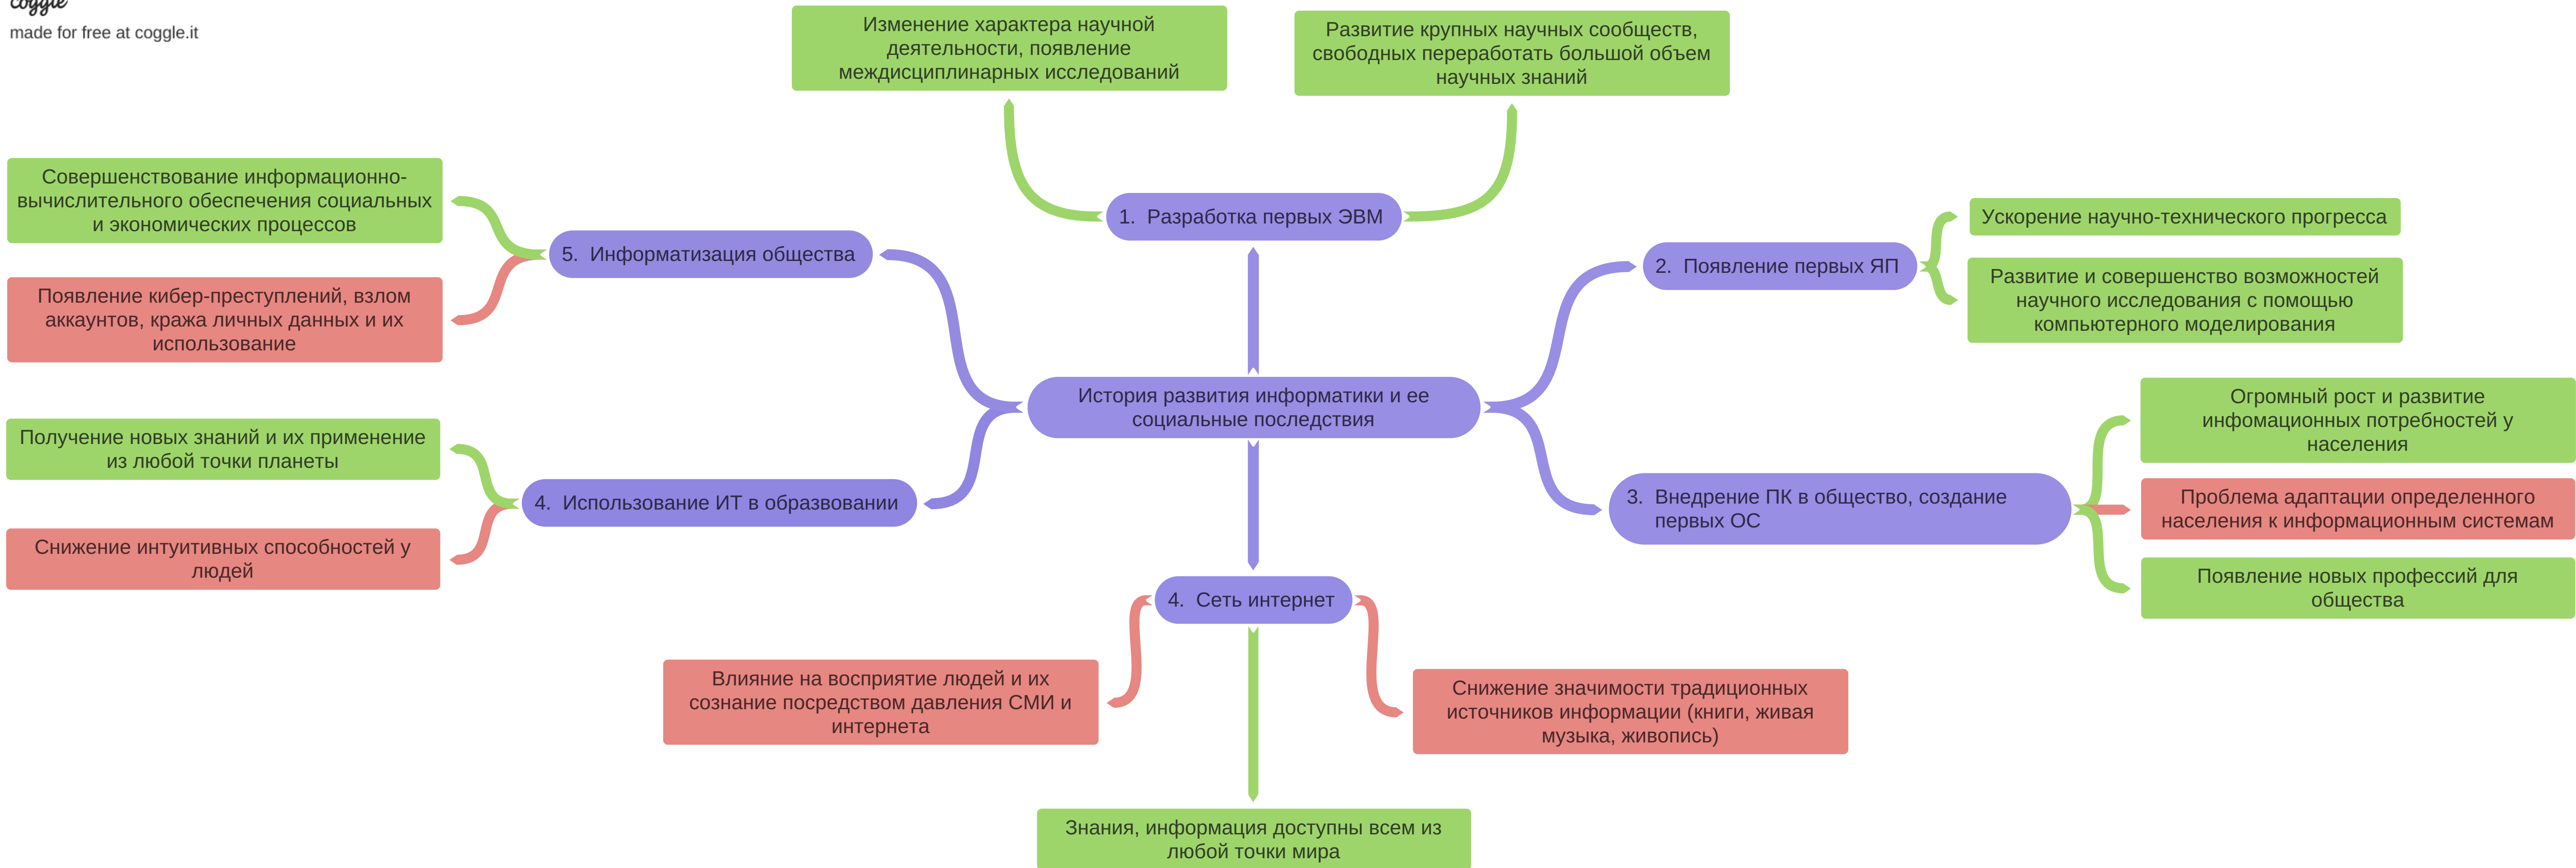 coggle
made for free at coggle.it
Изменение характера научной
деятельности, появление
междисциплинарных исследований
Развитие крупных научных сообществ,
свободных переработать большой объем
научных знаний
Совершенствование информационно-
вычислительного обеспечения социальных
и экономических процессов
Появление кибер-преступлений, взлом
аккаунтов, кража личных данных и их
использование
5. Информатизация общества
1. Разработка первых ЭВМ
2. Появление первых ЯП
Ускорение научно-технического прогресса
Развитие и совершенство возможностей
научного исследования с помощью
компьютерного моделирования
История развития информатики и ее
социальные последствия
Получение новых знаний и их применение
из любой точки планеты
Снижение интуитивных способностей у
людей
4. Использование ИТ в образвовании
3. Внедрение ПК в общество, создание
первых ОС
Огромный рост и развитие
инфомационных потребностей у
населения
Проблема адаптации определенного
населения к информационным системам
Появление новых профессий для
общества
4. Сеть интернет
Влияние на восприятие людей и их
сознание посредством давления СМИ и
интернета
Снижение значимости традиционных
источников информации (книги, живая
музыка, живопись)
Знания, информация доступны всем из
любой точки мира